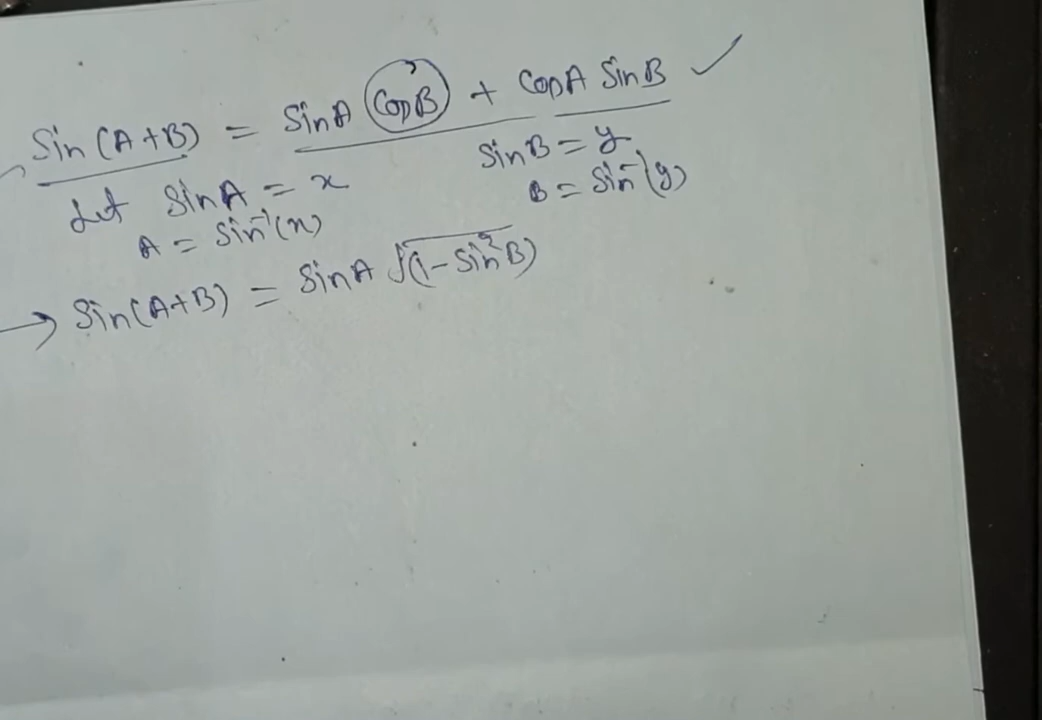 Sin (A+B) = SinA CosB + CosA SinB ✓
Let SinA = x SinB = y
A = Sin⁻¹(x) B = Sin⁻¹(y)
→ Sin(A+B) = SinA √(1-Sin²B)